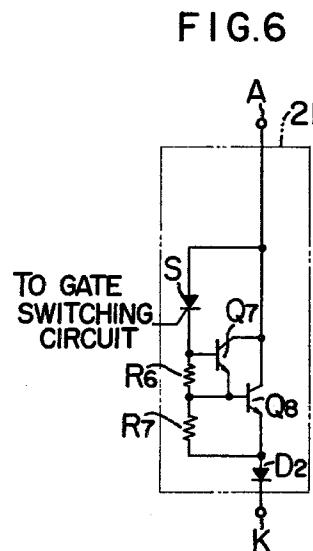 FIG.6
A
21
S
TO GATE
SWITCHING
CIRCUIT
Q7
R6
Q8
R7
D2
K